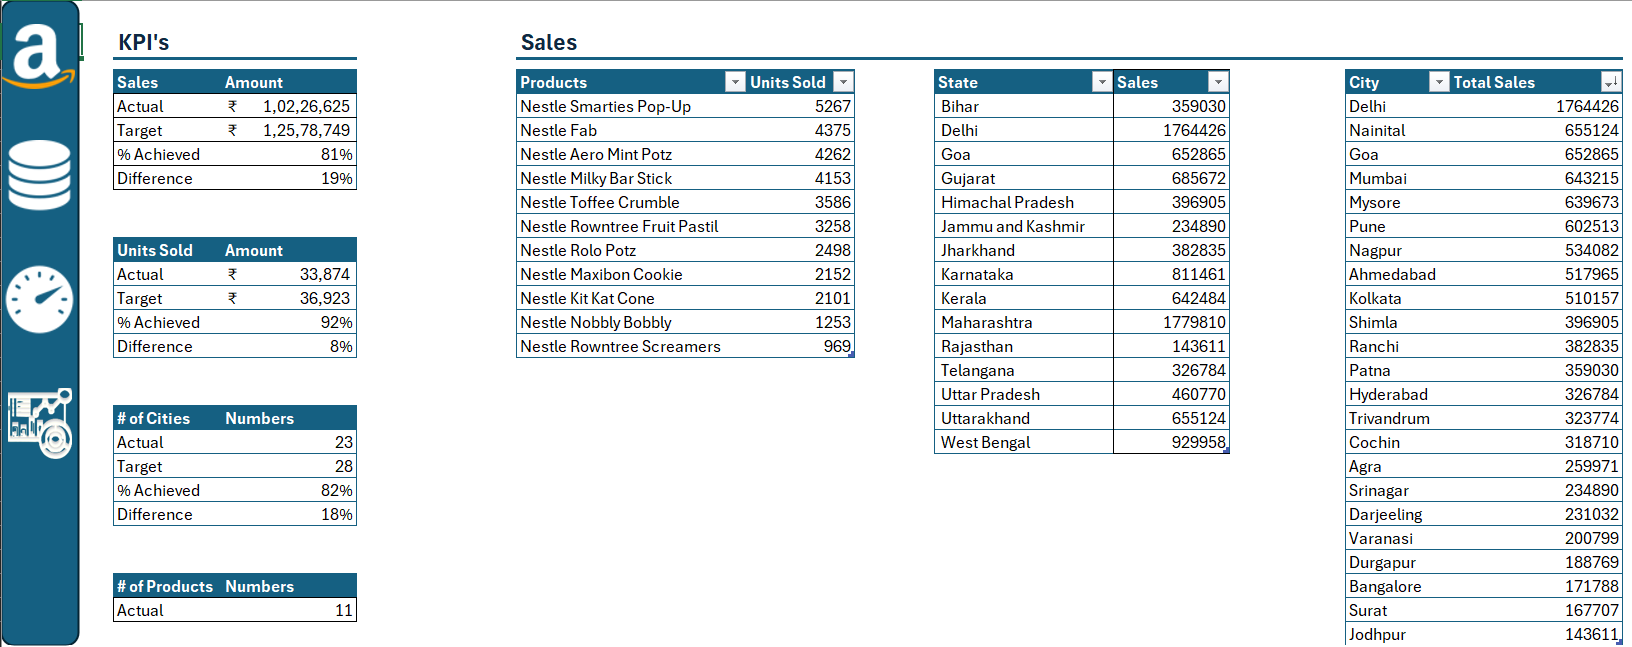 a
KPI's
Sales Amount
Actual ₹ 1,02,26,625
Target ₹ 1,25,78,749
% Achieved 81%
Difference 19%
Units Sold Amount
Actual ₹ 33,874
Target ₹ 36,923
% Achieved 92%
Difference 8%
# of Cities Numbers
Actual 23
Target 28
% Achieved 82%
Difference 18%
# of Products Numbers
Actual 11
Sales
Products Units Sold
Nestle Smarties Pop-Up 5267
Nestle Fab 4375
Nestle Aero Mint Potz 4262
Nestle Milky Bar Stick 4153
Nestle Toffee Crumble 3586
Nestle Rowntree Fruit Pastil 3258
Nestle Rolo Potz 2498
Nestle Maxibon Cookie 2152
Nestle Kit Kat Cone 2101
Nestle Nobbly Bobbly 1253
Nestle Rowntree Screamers 969
State Sales
Bihar 359030
Delhi 1764426
Goa 652865
Gujarat 685672
Himachal Pradesh 396905
Jammu and Kashmir 234890
Jharkhand 382835
Karnataka 811461
Kerala 642484
Maharashtra 1779810
Rajasthan 143611
Telangana 326784
Uttar Pradesh 460770
Uttarakhand 655124
West Bengal 929958
City Total Sales
Delhi 1764426
Nainital 655124
Goa 652865
Mumbai 643215
Mysore 639673
Pune 602513
Nagpur 534082
Ahmedabad 517965
Kolkata 510157
Shimla 396905
Ranchi 382835
Patna 359030
Hyderabad 326784
Trivandrum 323774
Cochin 318710
Agra 259971
Srinagar 234890
Darjeeling 231032
Varanasi 200799
Durgapur 188769
Bangalore 171788
Surat 167707
Jodhpur 143611